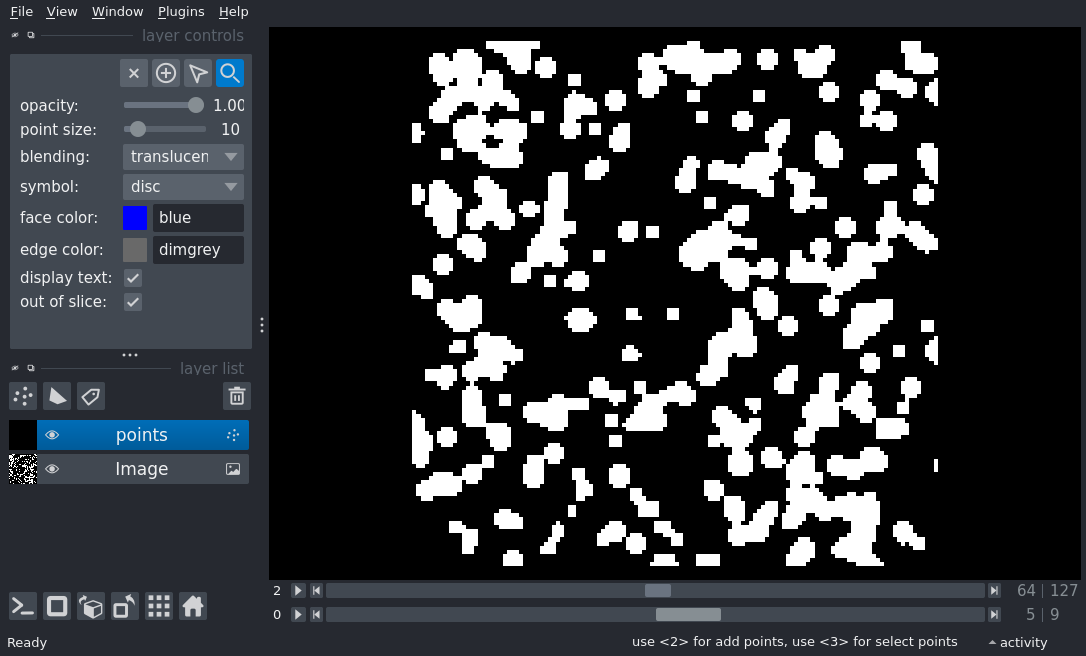 File View Window Plugins Help
layer controls
opacity: 1.00
point size: 10
blending: translucen
symbol: disc
face color: blue
edge color: dimgrey
display text:
out of slice:
layer list
points
Image
2 64 | 127
0 5 | 9
Ready use <2> for add points, use <3> for select points activity